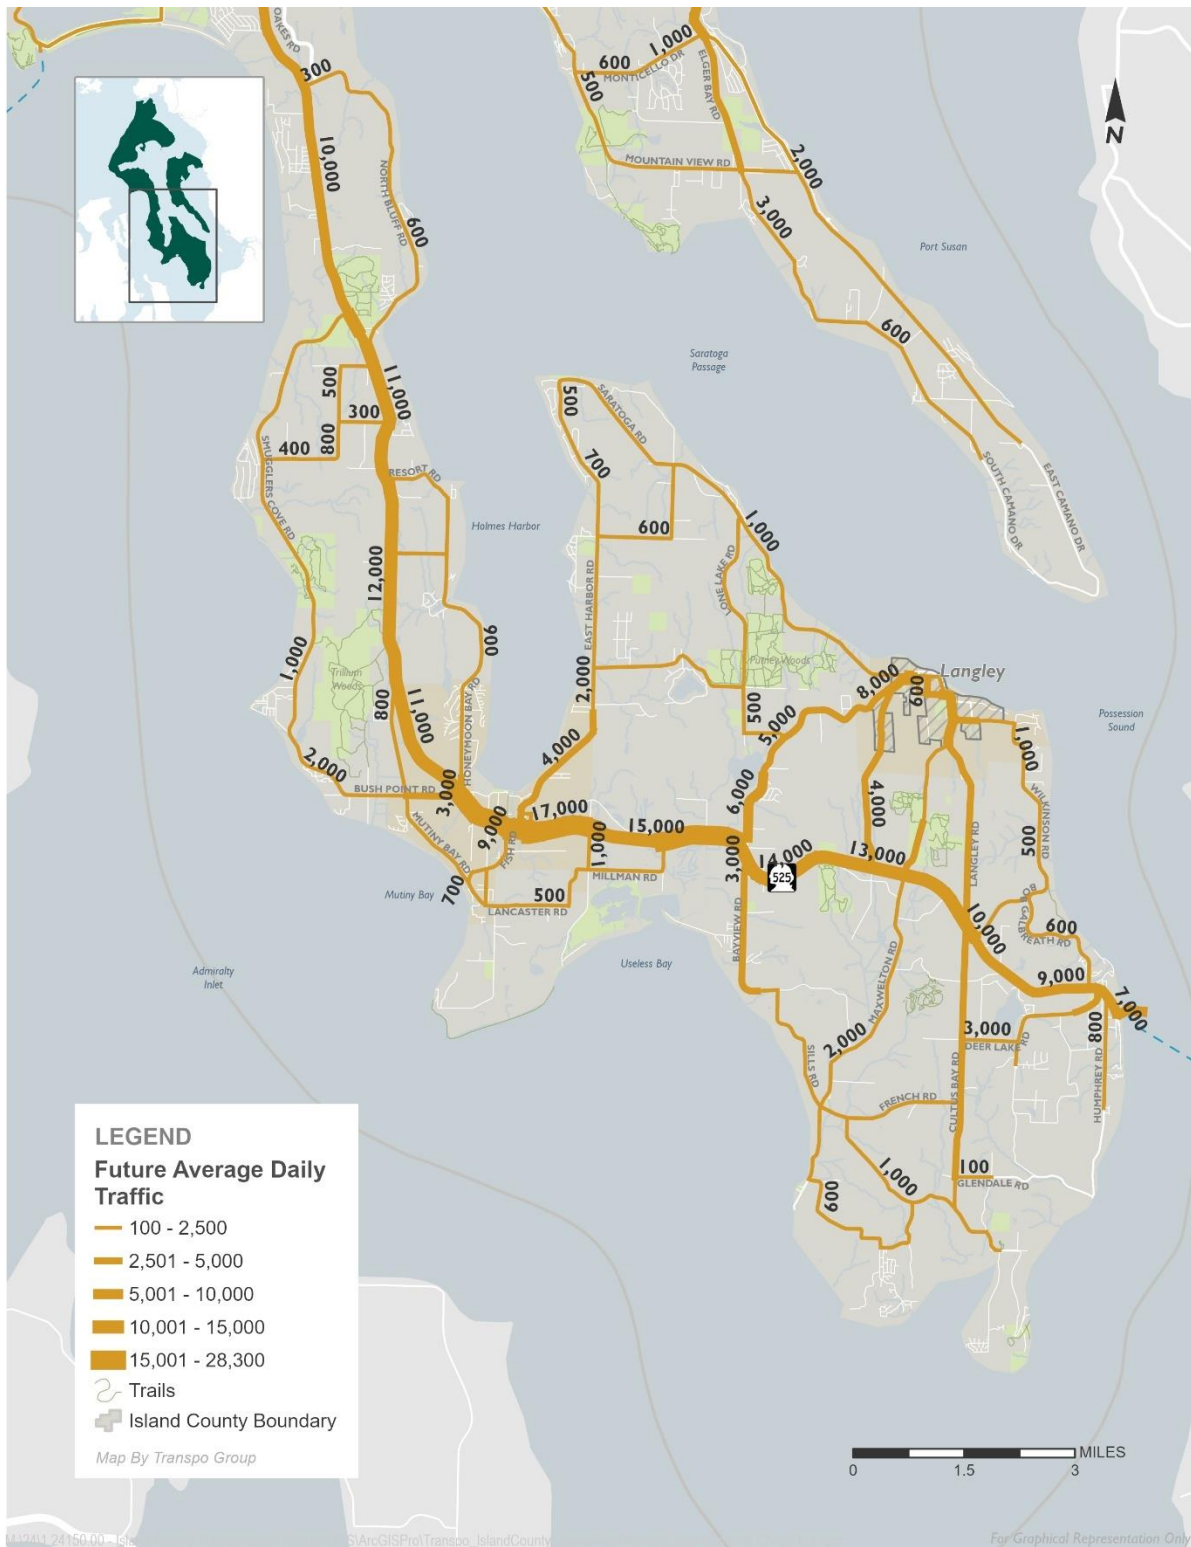 OAKES RD
300
10,000
NORTH BLUFF RD
600
1,000
600
MONTICELLO DR
500
ELGER BAY RD
MOUNTAIN VIEW RD
2,000
3,000
600
Port Susan
N
Saratoga
Passage
SOUTH CAMANO DR
EAST CAMANO DR
11,000
500
300
800
400
SMUGGLERS COVE RD
RESORT RD
Holmes Harbor
12,000
900
1,000
Trillium
Woods
800
11,000
HONEYMOON BAY RD
2,000
BUSH POINT RD
3,000
MUTINY BAY RD
9,000
FISH RD
700
Mutiny Bay
500
LANCASTER RD
500
SARATOGA RD
700
600
1,000
LONE LAKE RD
EAST HARBOR RD
2,000
4,000
Putney Woods
500
5,000
8,000
600
Langley
6,000
17,000
15,000
1,000
MILLMAN RD
3,000
14,000
525
13,000
4,000
LANGLEY RD
1,000
WILKINSON RD
500
Possession
Sound
BOB GALBREATH RD
600
10,000
9,000
7,000
800
HUMPHREY RD
3,000
DEER LAKE RD
BAYVIEW RD
MAXWELTON RD
2,000
SILLS RD
FRENCH RD
CULTUS BAY RD
100
GLENDALE RD
1,000
600
Useless Bay
Admiralty
Inlet
LEGEND
Future Average Daily
Traffic
100 - 2,500
2,501 - 5,000
5,001 - 10,000
10,001 - 15,000
15,001 - 28,300
Trails
Island County Boundary
Map By Transpo Group
MILES
0 1.5 3
S\ArcGISPro\Transpo_IslandCounty
For Graphical Representation Only